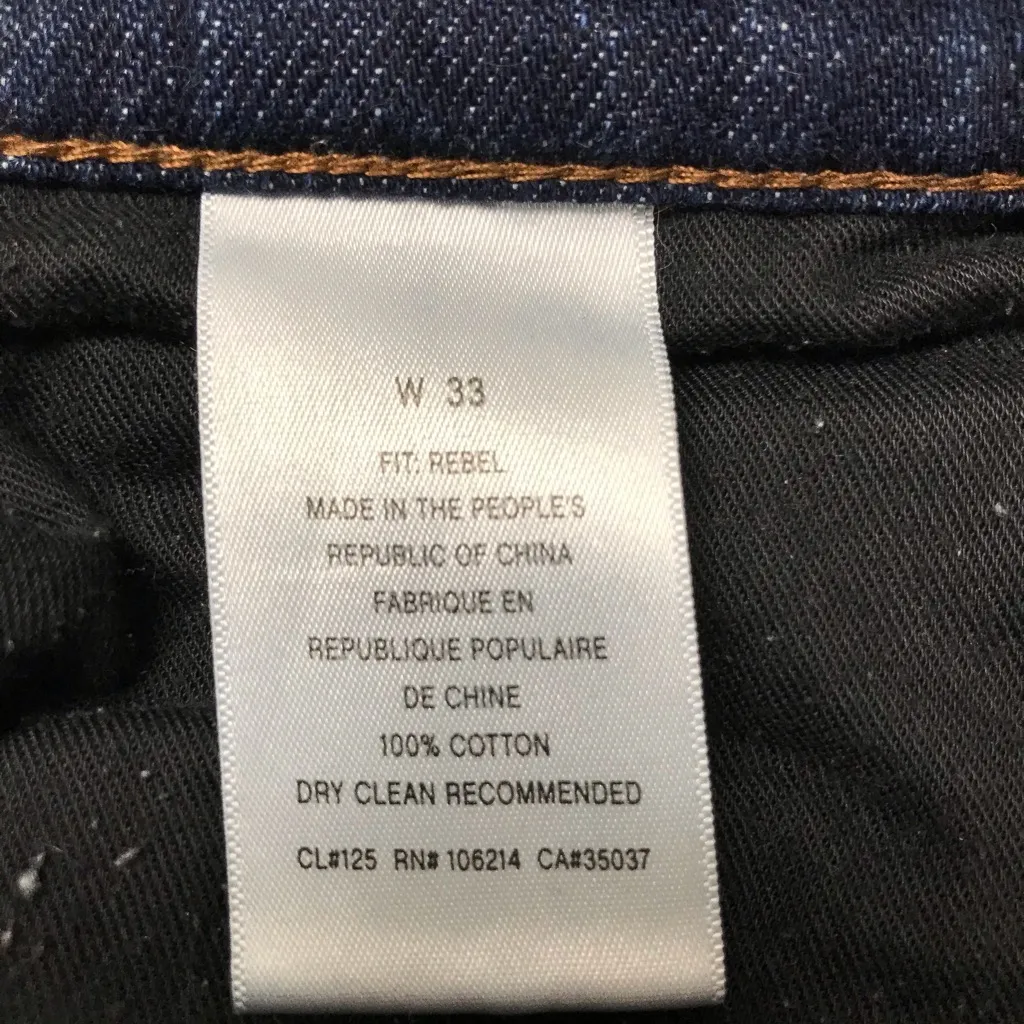 W 33
FIT: REBEL
MADE IN THE PEOPLE'S
REPUBLIC OF CHINA
FABRIQUE EN
REPUBLIQUE POPULAIRE
DE CHINE
100% COTTON
DRY CLEAN RECOMMENDED
CL#125 RN# 106214 CA#35037